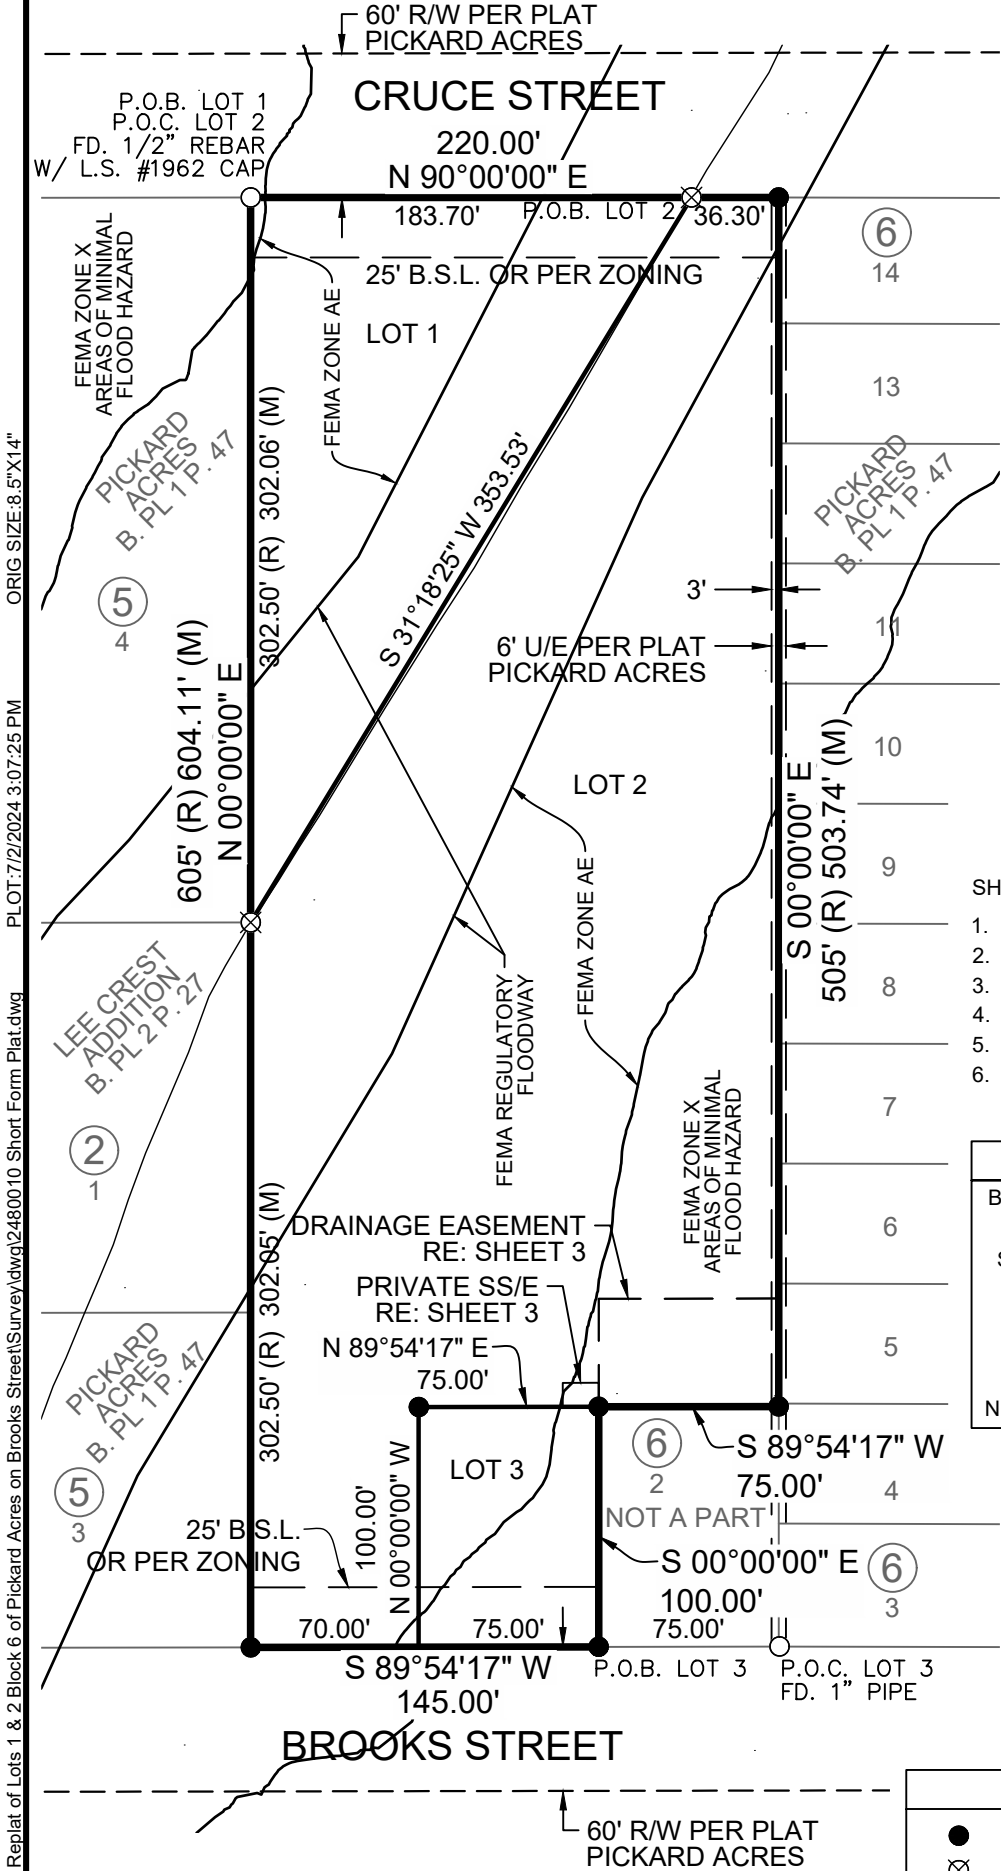 60' R/W PER PLAT
PICKARD ACRES
CRUCE STREET
P.O.B. LOT 1
P.O.C. LOT 2
FD. 1/2" REBAR
W/ L.S. #1962 CAP
220.00'
N 90°00'00" E
183.70'
P.O.B. LOT 2
36.30'
25' B.S.L. OR PER ZONING
FEMA ZONE X
AREAS OF MINIMAL
FLOOD HAZARD
FEMA ZONE AE
LOT 1
6
14
13
PICKARD
ACRES
B. PL 1 P. 47
PICKARD
ACRES
B. PL 1 P. 47
302.50' (R) 302.06' (M)
S 31°18'25" W 353.53'
5
4
3'
11
6' U/E PER PLAT
PICKARD ACRES
605' (R) 604.11' (M)
N 00°00'00" E
10
LOT 2
S 00°00'00" E
505' (R) 503.74' (M)
9
FEMA ZONE AE
SH
1.
2.
3.
4.
5.
6.
8
LEE CREST
ADDITION
B. PL 2 P. 27
FEMA REGULATORY
FLOODWAY
7
FEMA ZONE X
AREAS OF MINIMAL
FLOOD HAZARD
2
1
B
S
6
DRAINAGE EASEMENT
RE: SHEET 3
PRIVATE SS/E
RE: SHEET 3
302.50' (R) 302.05' (M)
N 89°54'17" E
75.00'
5
PICKARD
ACRES
B. PL 1 P. 47
N
6
2
S 89°54'17" W
75.00'
LOT 3
100.00'
N 00°00'00" W
4
5
3
NOT A PART
25' B.S.L.
OR PER ZONING
S 00°00'00" E
100.00'
6
3
70.00'
75.00'
75.00'
S 89°54'17" W
145.00'
P.O.B. LOT 3
P.O.C. LOT 3
FD. 1" PIPE
BROOKS STREET
60' R/W PER PLAT
PICKARD ACRES
Replat of Lots 1 & 2 Block 6 of Pickard Acres on Brooks Street\Survey\dwg\2480010 Short Form Plat.dwg PLOT:7/2/2024 3:07:25 PM ORIG SIZE:8.5"X14"